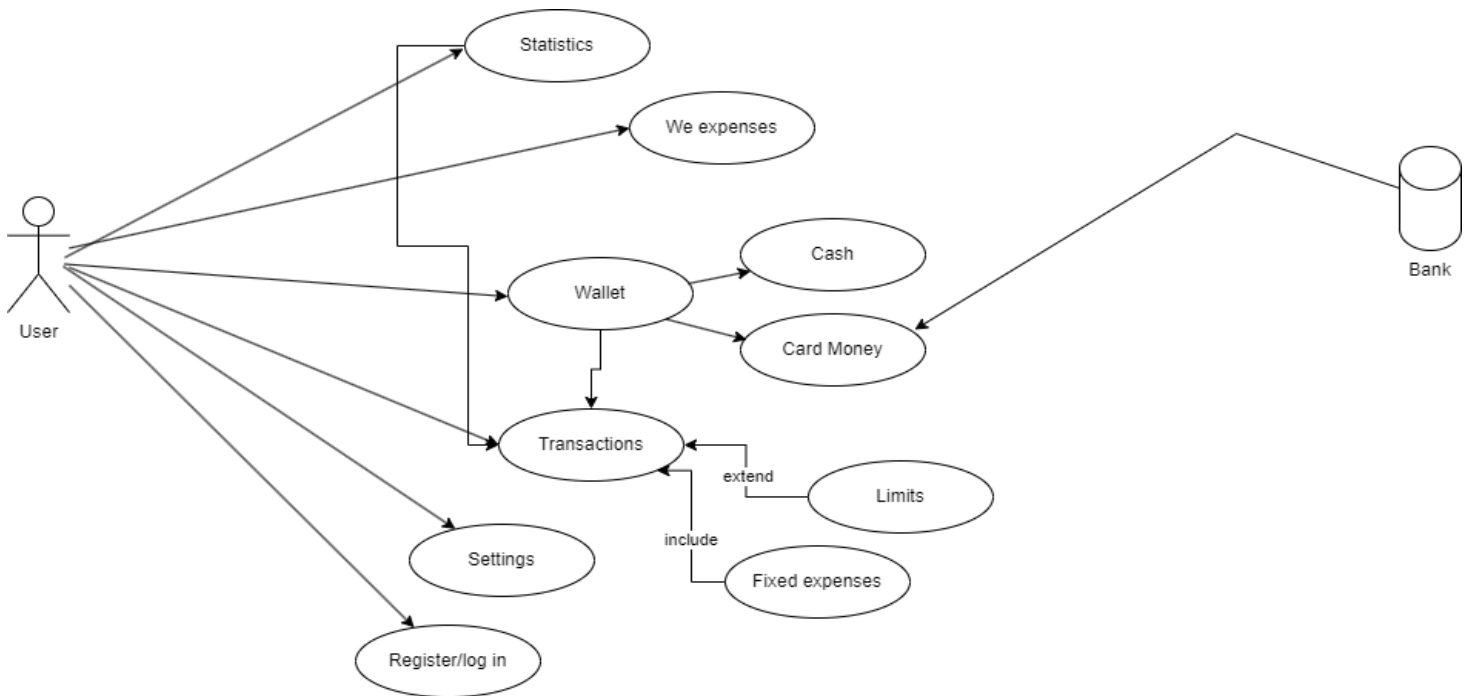 Statistics
We expenses
Cash
Bank
Wallet
User
Card Money
Transactions
extend
Limits
include
Settings
Fixed expenses
Register/log in